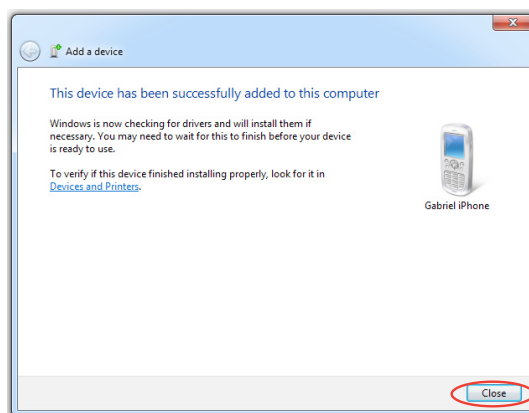 Add a device
This device has been successfully added to this computer
Windows is now checking for drivers and will install them if
necessary. You may need to wait for this to finish before your device
is ready to use.
To verify if this device finished installing properly, look for it in
Devices and Printers.
Gabriel iPhone
Close